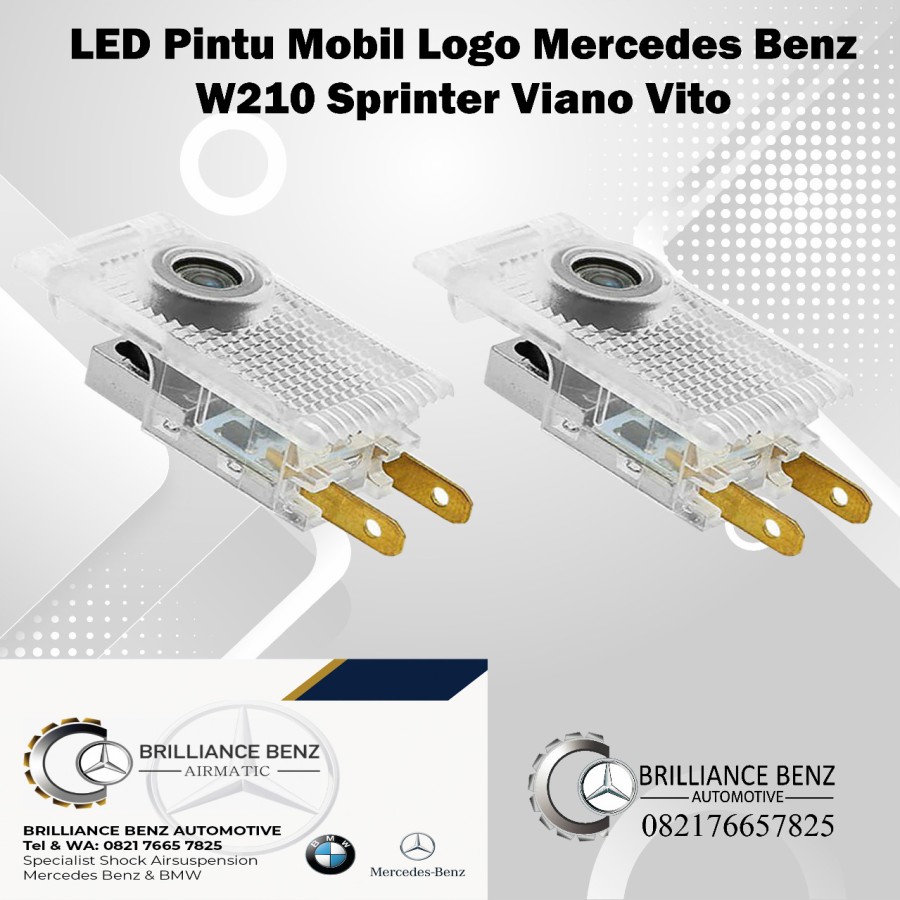 LED Pintu Mobil Logo Mercedes Benz
W210 Sprinter Viano Vito
BRILLIANCE BENZ
AIRMATIC
BRILLIANCE BENZ AUTOMOTIVE
Tel & WA: 0821 7665 7825
Specialist Shock Airsuspension
Mercedes Benz & BMW
BMW
Mercedes-Benz
BRILLIANCE BENZ
AUTOMOTIVE
082176657825